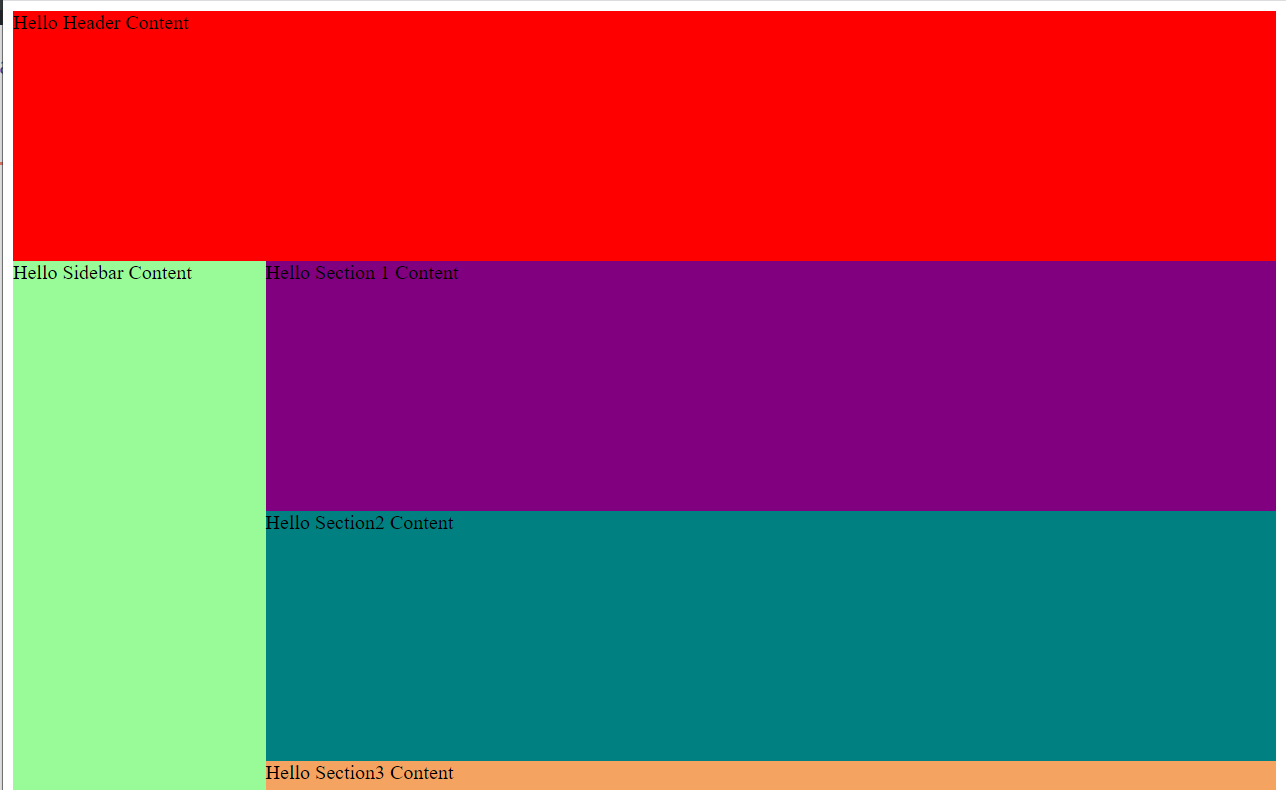 Hello Header Content
Hello Sidebar Content
Hello Section 1 Content
Hello Section2 Content
Hello Section3 Content